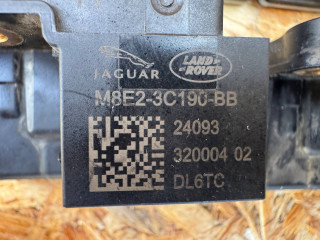 JAGUAR
LAND ROVER
M8E2-3C190-BB
24093
320004 02
DL6TC